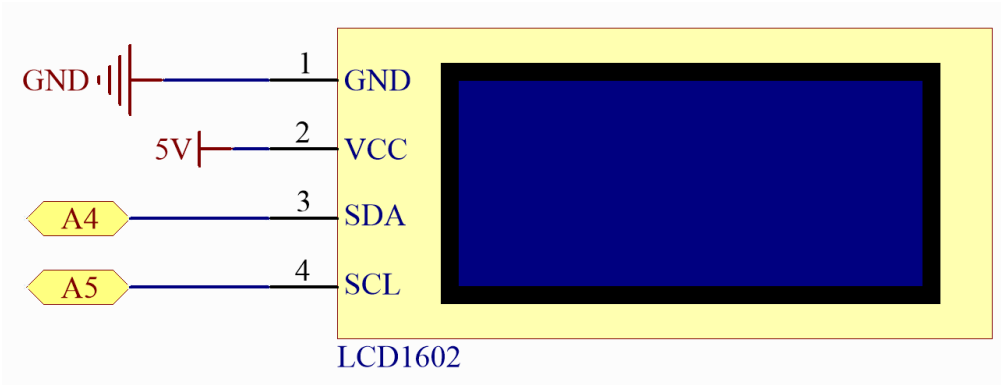 GND 1 GND
5V 2 VCC
A4 3 SDA
A5 4 SCL
LCD1602